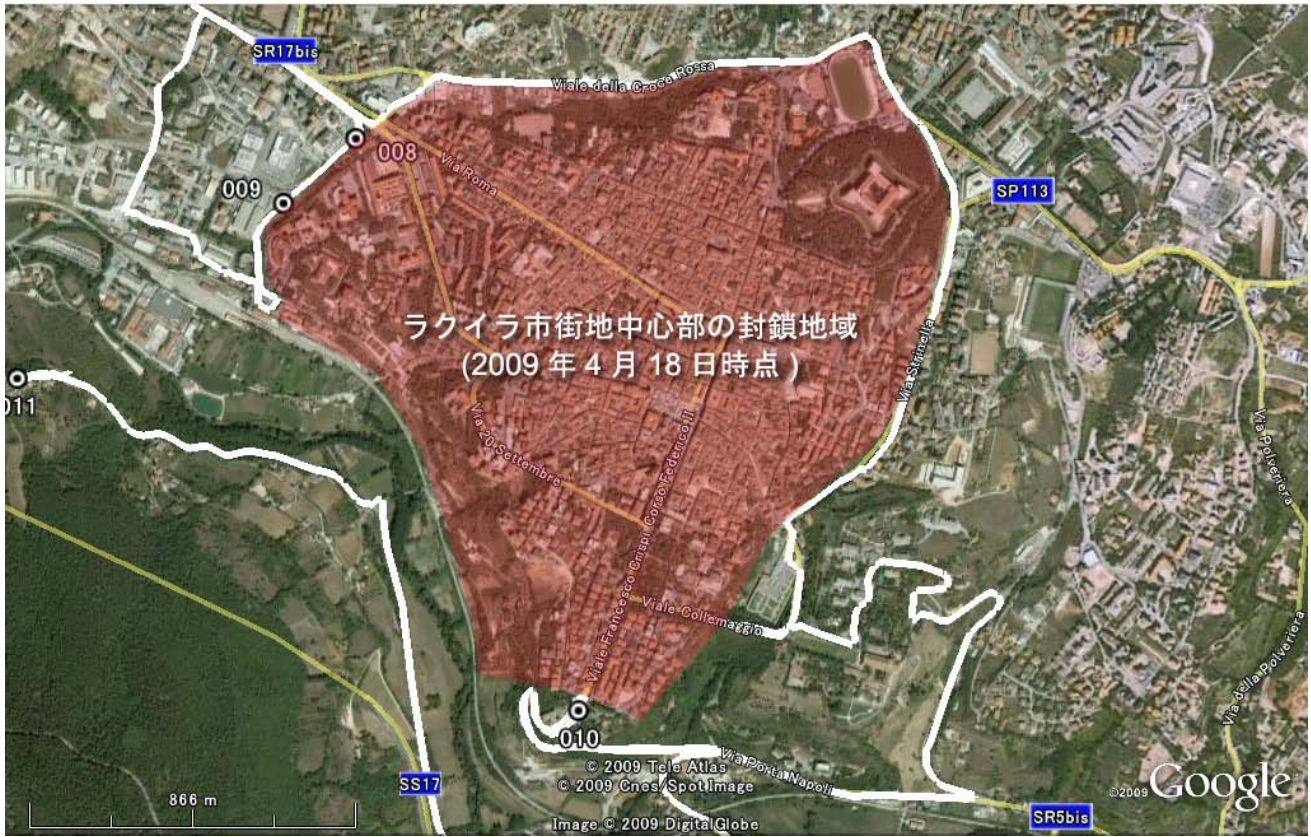 SR17bis
Viale della Croce Rossa
008
Via Roma
009
SP113
ラクイラ市街地中心部の封鎖地域
(2009 年 4 月 18 日時点 )
Via Strinella
011
Via 20 Settembre
Viale Francesco Crispi Corso Federico II
Via Polveriera
Viale Collemaggio
Via della Polveriera
010
Via Porta Napoli
© 2009 Tele Atlas
© 2009 Cnes/Spot Image
Image © 2009 DigitalGlobe
©2009 Google
866 m
SS17
SR5bis